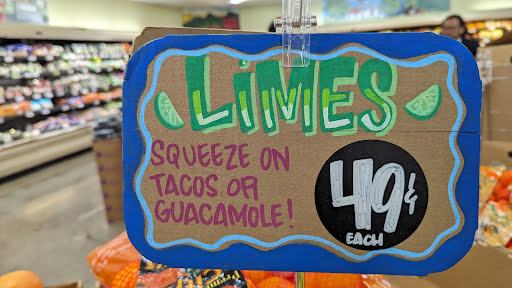 LIMES
SQUEEZE ON
TACOS OR
GUACAMOLE!
49¢
EACH